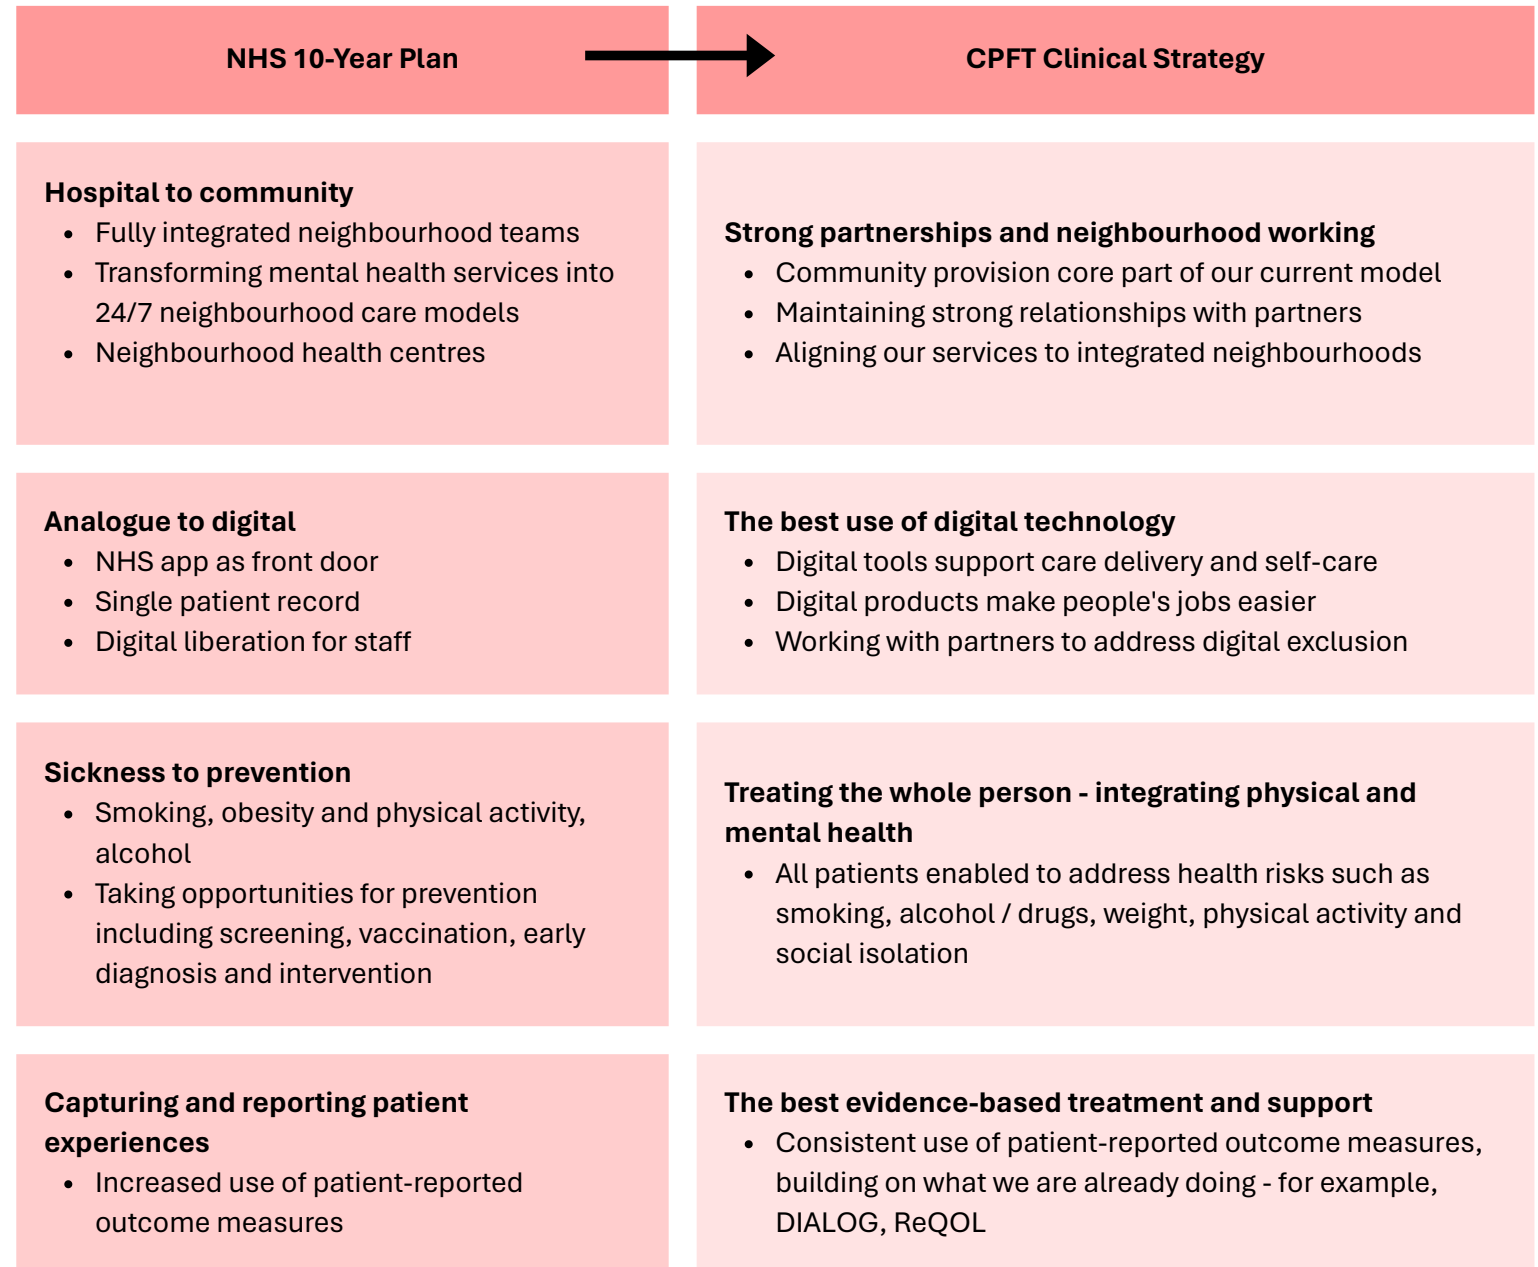 NHS 10-Year Plan
CPFT Clinical Strategy
Hospital to community
• Fully integrated neighbourhood teams
• Transforming mental health services into
24/7 neighbourhood care models
• Neighbourhood health centres
Strong partnerships and neighbourhood working
• Community provision core part of our current model
• Maintaining strong relationships with partners
• Aligning our services to integrated neighbourhoods
Analogue to digital
• NHS app as front door
• Single patient record
• Digital liberation for staff
The best use of digital technology
• Digital tools support care delivery and self-care
• Digital products make people's jobs easier
• Working with partners to address digital exclusion
Sickness to prevention
• Smoking, obesity and physical activity,
alcohol
• Taking opportunities for prevention
including screening, vaccination, early
diagnosis and intervention
Treating the whole person - integrating physical and
mental health
• All patients enabled to address health risks such as
smoking, alcohol / drugs, weight, physical activity and
social isolation
Capturing and reporting patient
experiences
• Increased use of patient-reported
outcome measures
The best evidence-based treatment and support
• Consistent use of patient-reported outcome measures,
building on what we are already doing - for example,
DIALOG, ReQOL